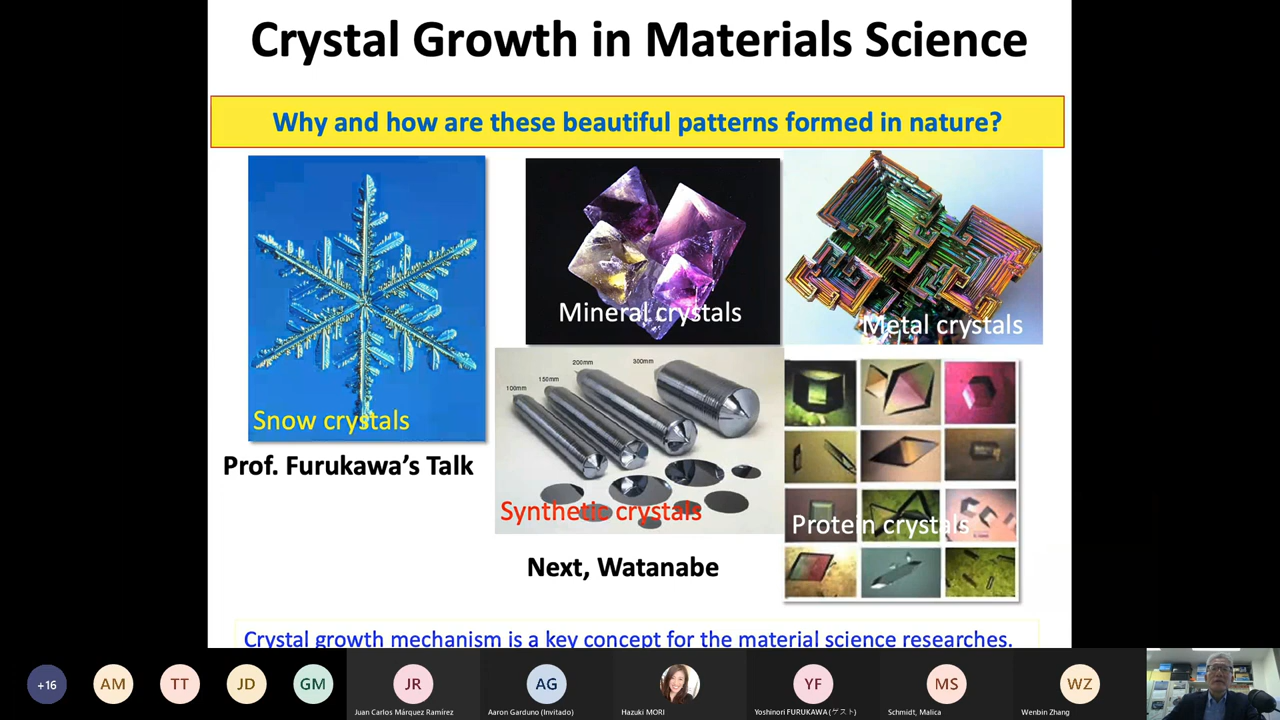 Crystal Growth in Materials Science
Why and how are these beautiful patterns formed in nature?
Snow crystals
Prof. Furukawa's Talk
Mineral crystals
Metal crystals
100mm
150mm
200mm
300mm
Synthetic crystals
Next, Watanabe
Protein crystals
Crystal growth mechanism is a key concept for the material science researches.
+16
AM
TT
JD
GM
JR
Juan Carlos Márquez Ramírez
AG
Aaron Garduno (Invitado)
Hazuki MORI
YF
Yoshinori FURUKAWA (ゲスト)
MS
Schmidt, Malica
WZ
Wenbin Zhang